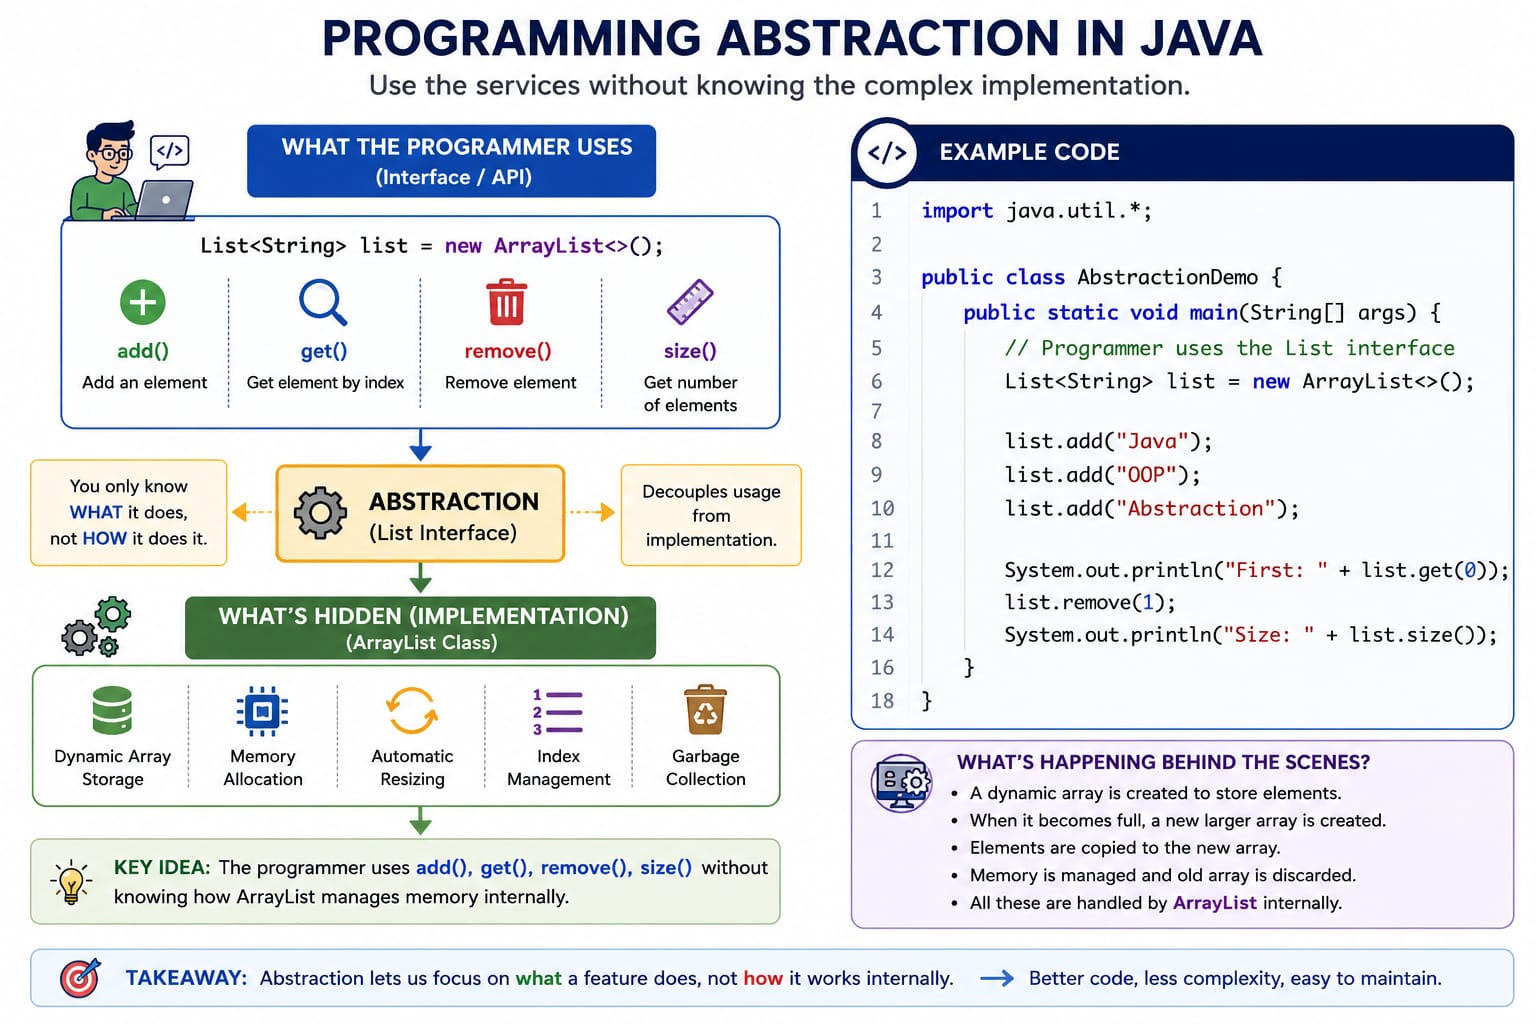 PROGRAMMING ABSTRACTION IN JAVA
Use the services without knowing the complex implementation.
</>
WHAT THE PROGRAMMER USES
(Interface / API)
List<String> list = new ArrayList<>();
add()
Add an element
get()
Get element by index
remove()
Remove element
size()
Get number
of elements
You only know
WHAT it does,
not HOW it does it.
ABSTRACTION
(List Interface)
Decouples usage
from
implementation.
WHAT'S HIDDEN (IMPLEMENTATION)
(ArrayList Class)
Dynamic Array
Storage
Memory
Allocation
Automatic
Resizing
1
2
3
Index
Management
Garbage
Collection
KEY IDEA: The programmer uses add(), get(), remove(), size() without
knowing how ArrayList manages memory internally.
</>
EXAMPLE CODE
1 import java.util.*;
2
3 public class AbstractionDemo {
4 public static void main(String[] args) {
5 // Programmer uses the List interface
6 List<String> list = new ArrayList<>();
7
8 list.add("Java");
9 list.add("OOP");
10 list.add("Abstraction");
11
12 System.out.println("First: " + list.get(0));
13 list.remove(1);
14 System.out.println("Size: " + list.size());
16 }
18 }
WHAT'S HAPPENING BEHIND THE SCENES?
• A dynamic array is created to store elements.
• When it becomes full, a new larger array is created.
• Elements are copied to the new array.
• Memory is managed and old array is discarded.
• All these are handled by ArrayList internally.
TAKEAWAY: Abstraction lets us focus on what a feature does, not how it works internally. → Better code, less complexity, easy to maintain.